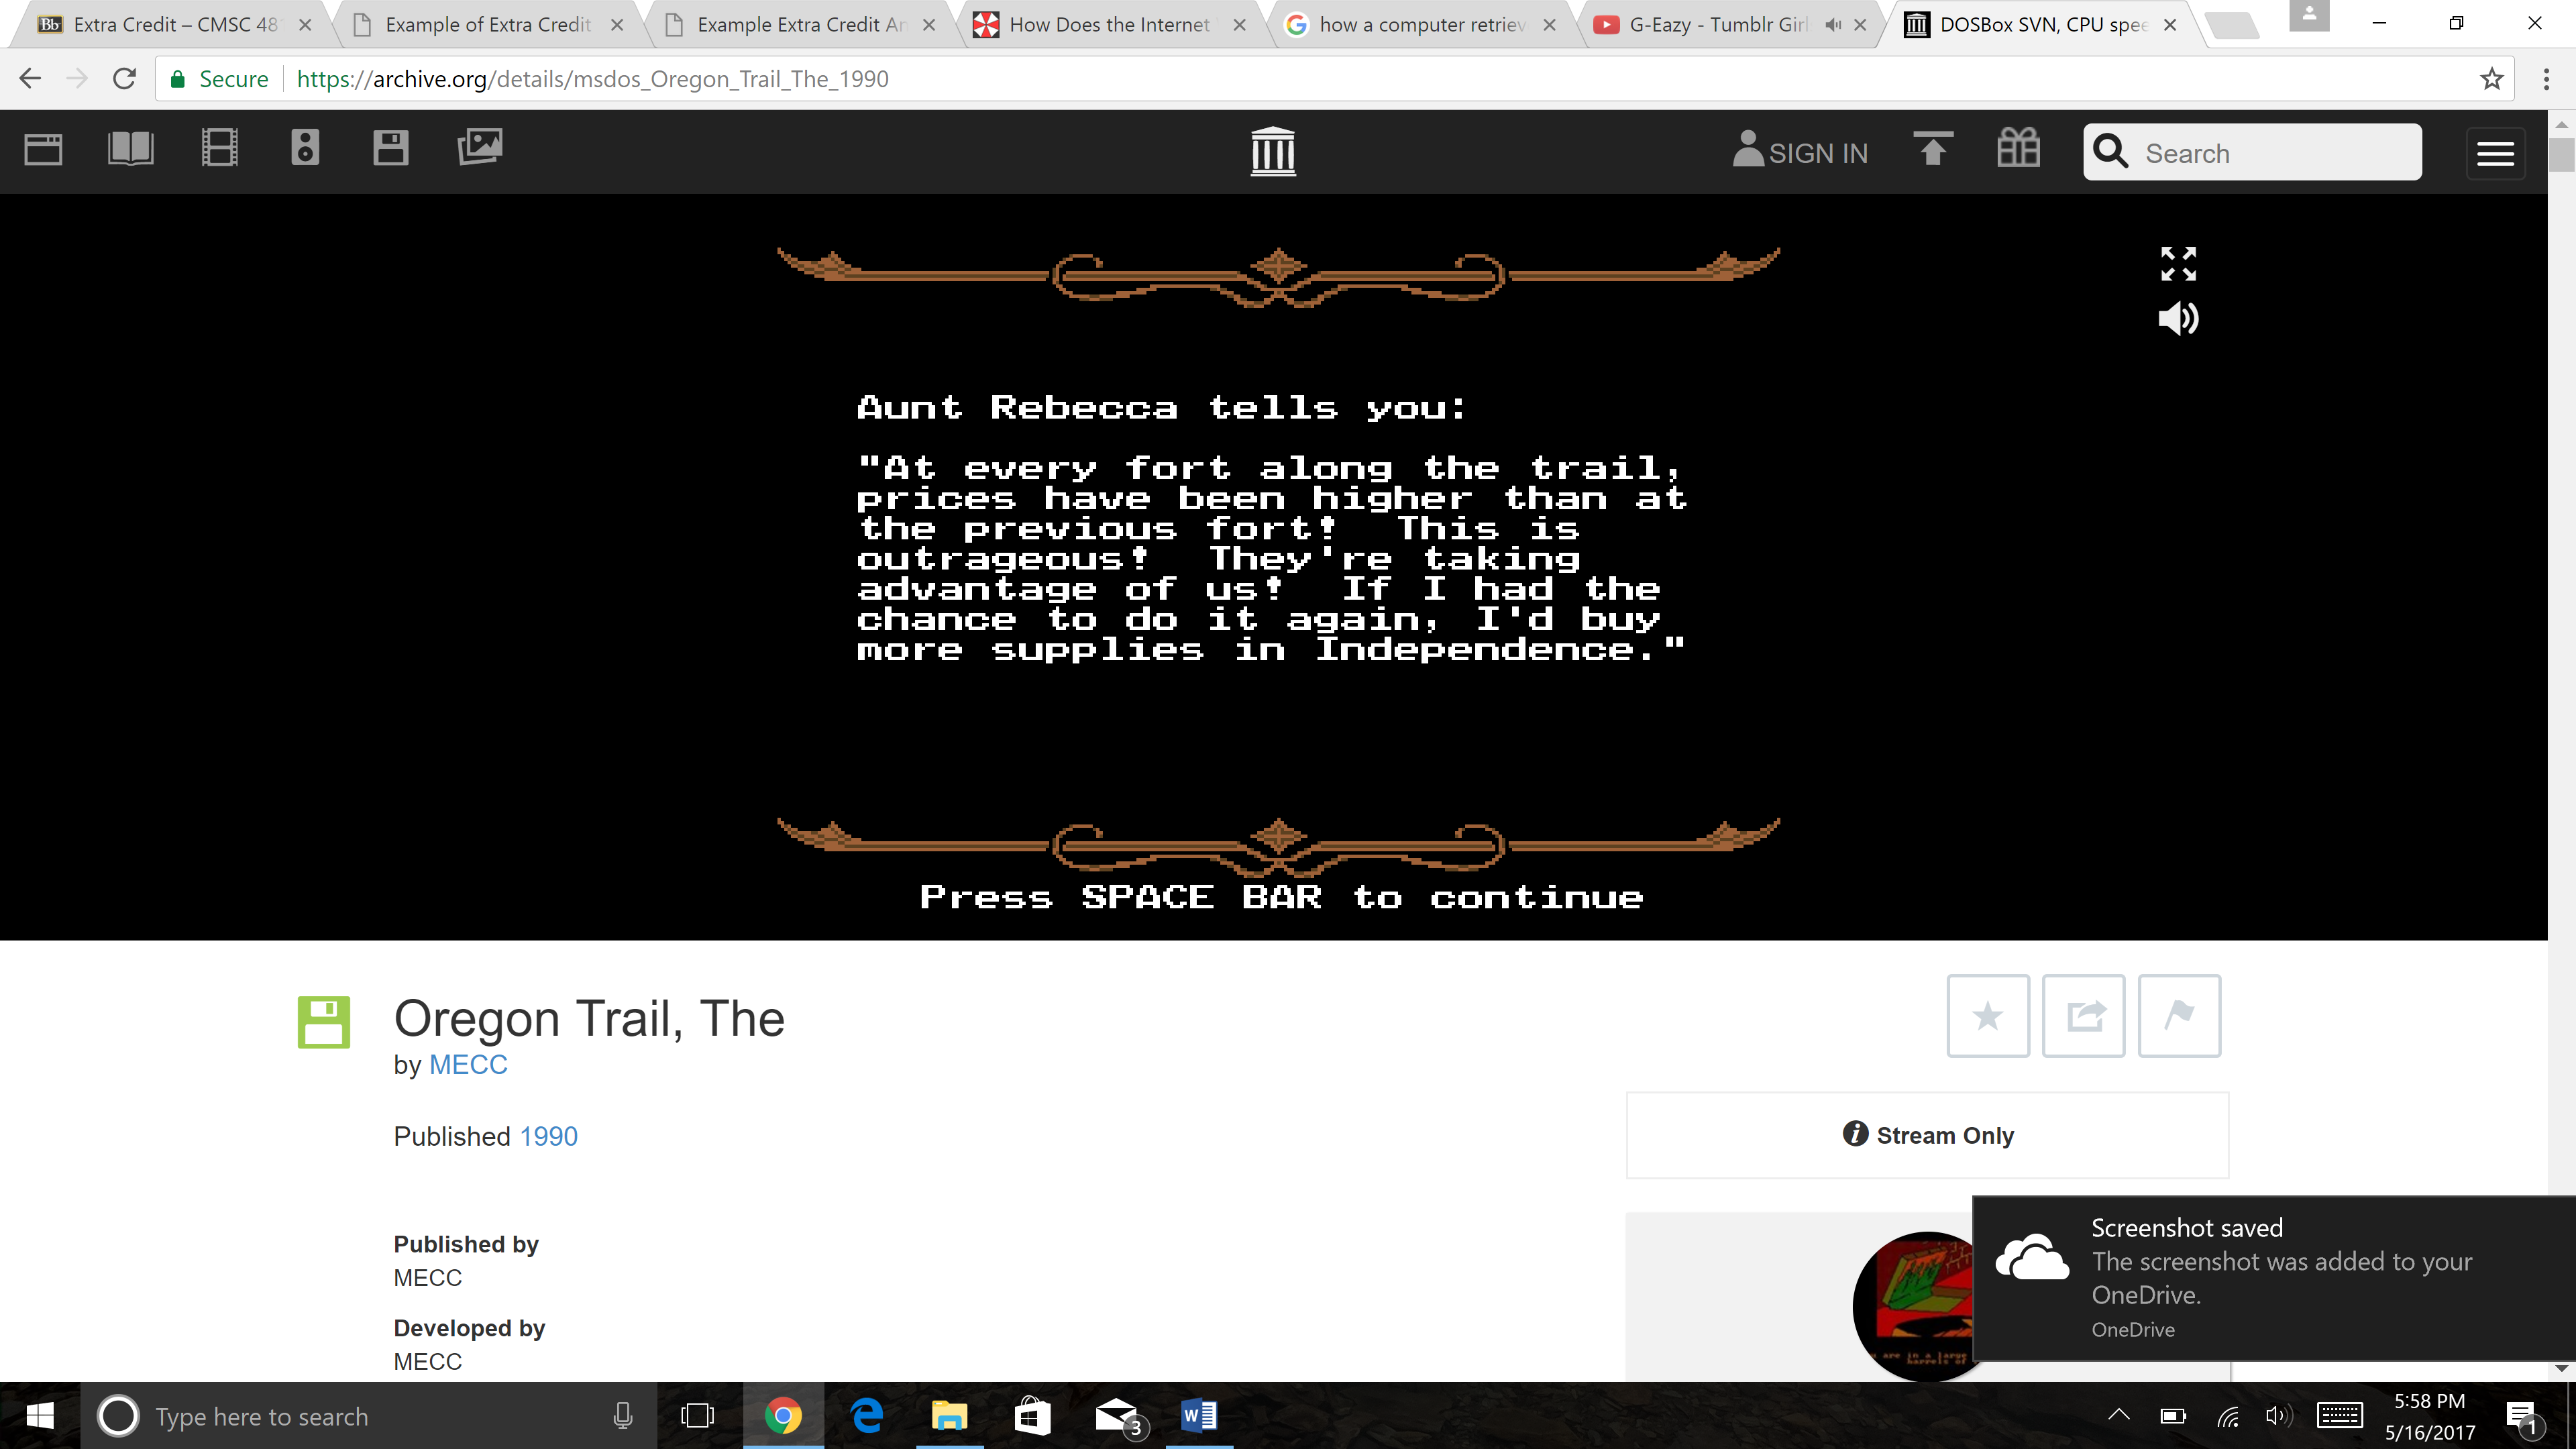 Extra Credit – CMSC 48
Example of Extra Credit
Example Extra Credit An
How Does the Internet
how a computer retriev
G-Eazy - Tumblr Girl
DOSBox SVN, CPU spee
Secure
https://archive.org/details/msdos_Oregon_Trail_The_1990
SIGN IN
Search
Aunt Rebecca tells you:
"At every fort along the trail,
prices have been higher than at
the previous fort!  This is
outrageous!  They're taking
advantage of us!  If I had the
chance to do it again, I'd buy
more supplies in Independence."
Press SPACE BAR to continue
Oregon Trail, The
by MECC
Published 1990
Stream Only
Published by
MECC
Developed by
MECC
Screenshot saved
The screenshot was added to your
OneDrive.
OneDrive
Type here to search
3
5:58 PM
5/16/2017
1